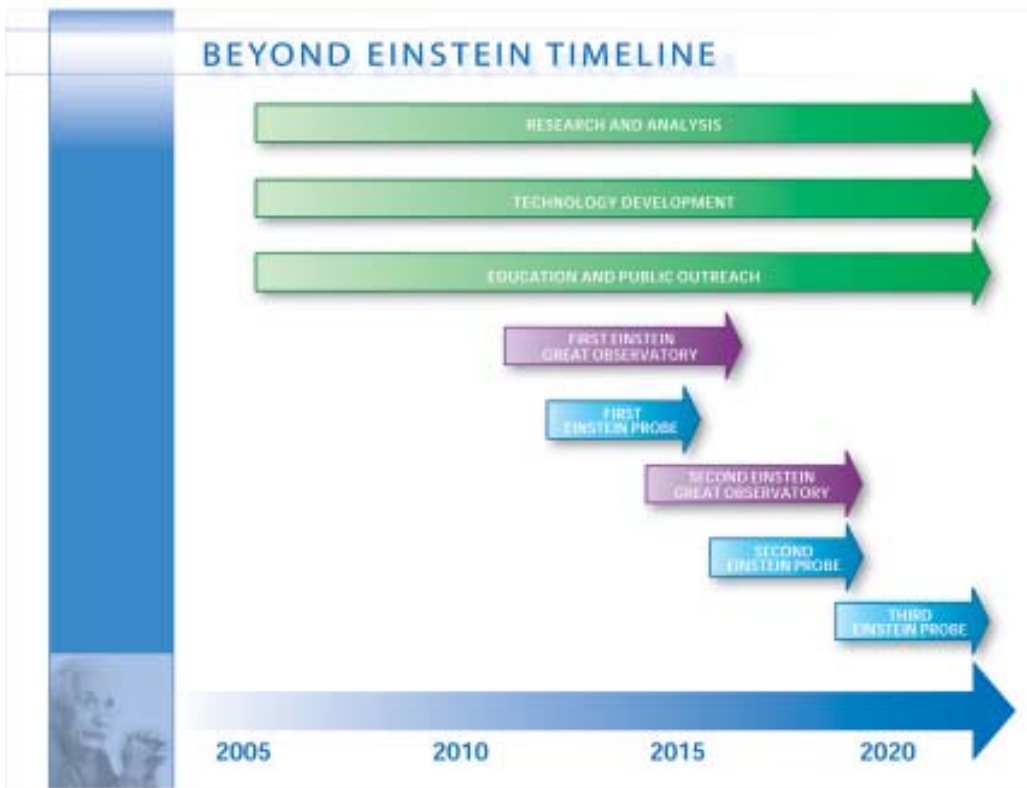 BEYOND EINSTEIN TIMELINE
RESEARCH AND ANALYSIS
TECHNOLOGY DEVELOPMENT
EDUCATION AND PUBLIC OUTREACH
FIRST EINSTEIN
GREAT OBSERVATORY
FIRST
EINSTEIN PROBE
SECOND EINSTEIN
GREAT OBSERVATORY
SECOND
EINSTEIN PROBE
THIRD
EINSTEIN PROBE
2005 2010 2015 2020